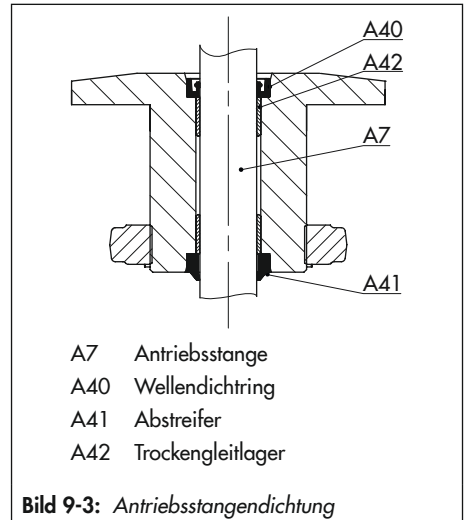 A40
A42
A7
A41
A7 Antriebsstange
A40 Wellendichtring
A41 Abstreifer
A42 Trockengleitlager
Bild 9-3: Antriebsstangendichtung